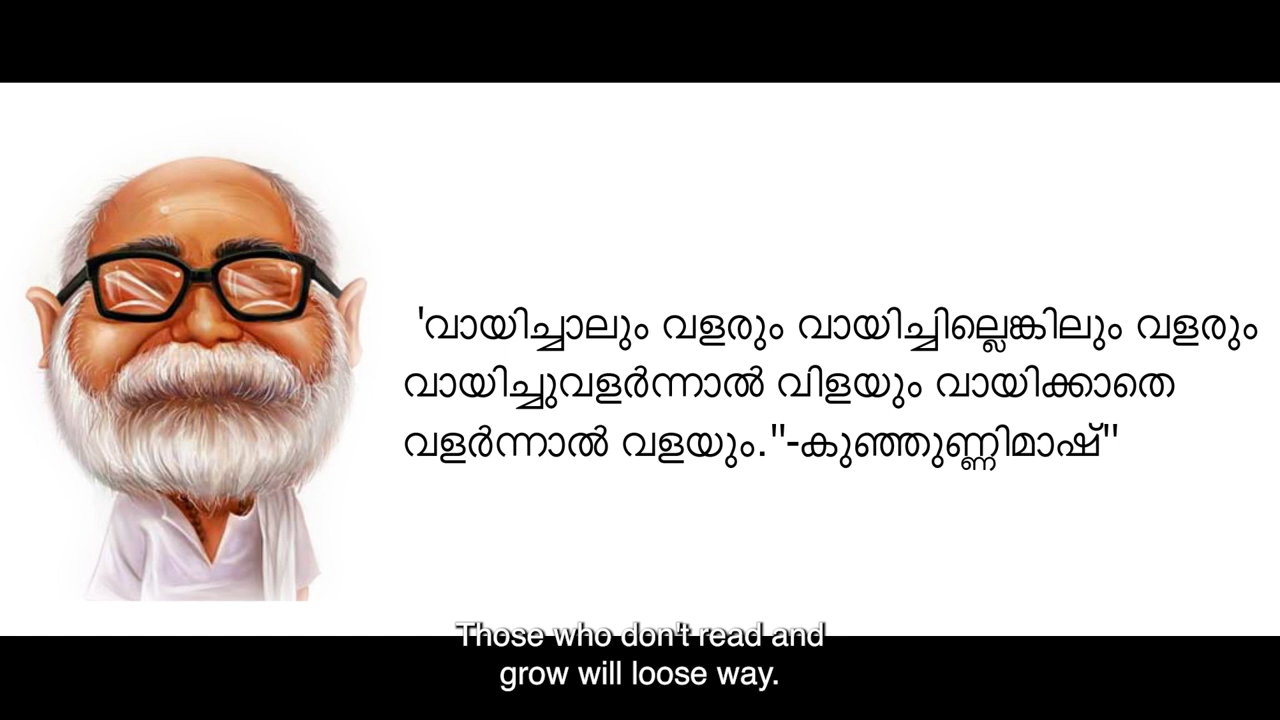 'വായിച്ചാലും വളരും വായിച്ചില്ലെങ്കിലും വളരും
വായിച്ചുവളർന്നാൽ വിളയും വായിക്കാതെ
വളർന്നാൽ വളയും."-കുഞ്ഞുണ്ണിമാഷ്"
Those who don't read and
grow will loose way.